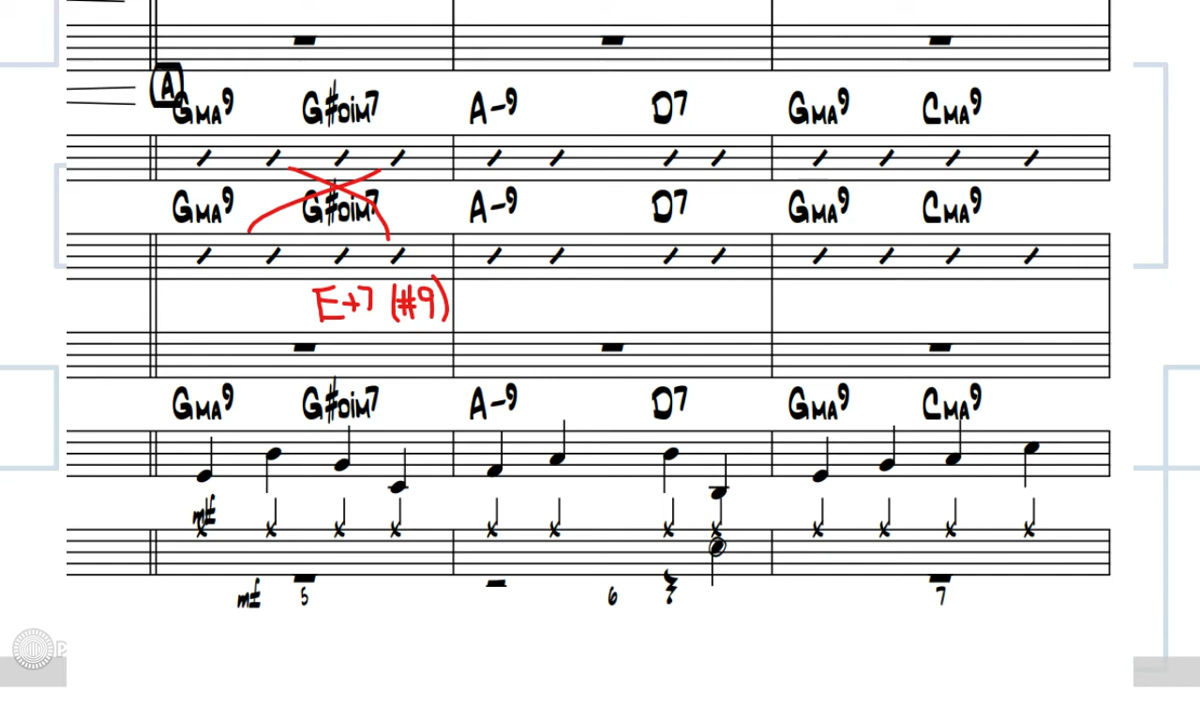 A
GMA9 G#DIM7 A-9 D7 GMA9 CMA9
GMA9 G#DIM7 A-9 D7 GMA9 CMA9
E+7 (#9)
GMA9 G#DIM7 A-9 D7 GMA9 CMA9
mf
mf 5 6 7
P